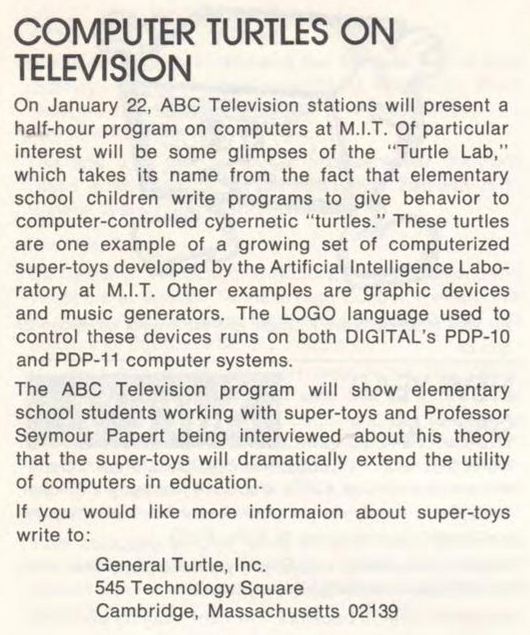 COMPUTER TURTLES ON
TELEVISION
On January 22, ABC Television stations will present a
half-hour program on computers at M.I.T. Of particular
interest will be some glimpses of the "Turtle Lab,"
which takes its name from the fact that elementary
school children write programs to give behavior to
computer-controlled cybernetic "turtles." These turtles
are one example of a growing set of computerized
super-toys developed by the Artificial Intelligence Labo-
ratory at M.I.T. Other examples are graphic devices
and music generators. The LOGO language used to
control these devices runs on both DIGITAL's PDP-10
and PDP-11 computer systems.
The ABC Television program will show elementary
school students working with super-toys and Professor
Seymour Papert being interviewed about his theory
that the super-toys will dramatically extend the utility
of computers in education.
If you would like more informaion about super-toys
write to:
General Turtle, Inc.
545 Technology Square
Cambridge, Massachusetts 02139